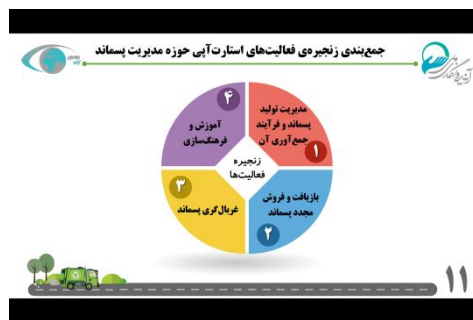 جمع‌بندی زنجیره‌ی فعالیت‌های استارت‌آپی حوزه مدیریت پسماند
۱
مدیریت تولید
پسماند و فرآیند
جمع‌آوری آن
۲
بازیافت و فروش
مجدد پسماند
۳
غربال‌گری پسماند
۴
آموزش و
فرهنگ‌سازی
زنجیره
فعالیت‌ها
۱۱